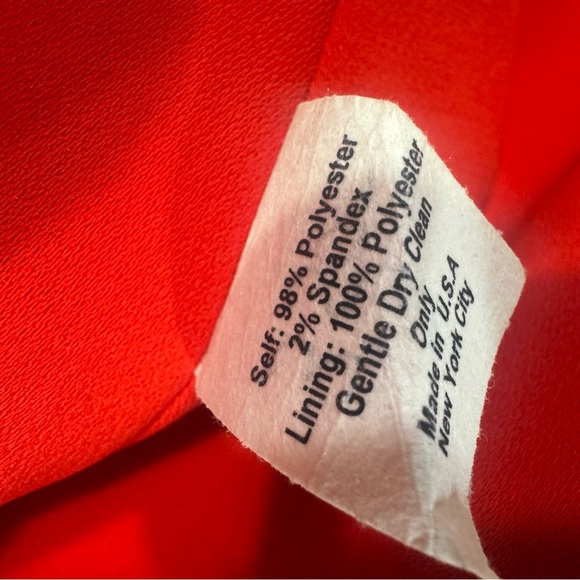 Self: 98% Polyester
2% Spandex
Lining: 100% Polyester
Gentle Dry Clean
Only
Made in U.S.A
New York City